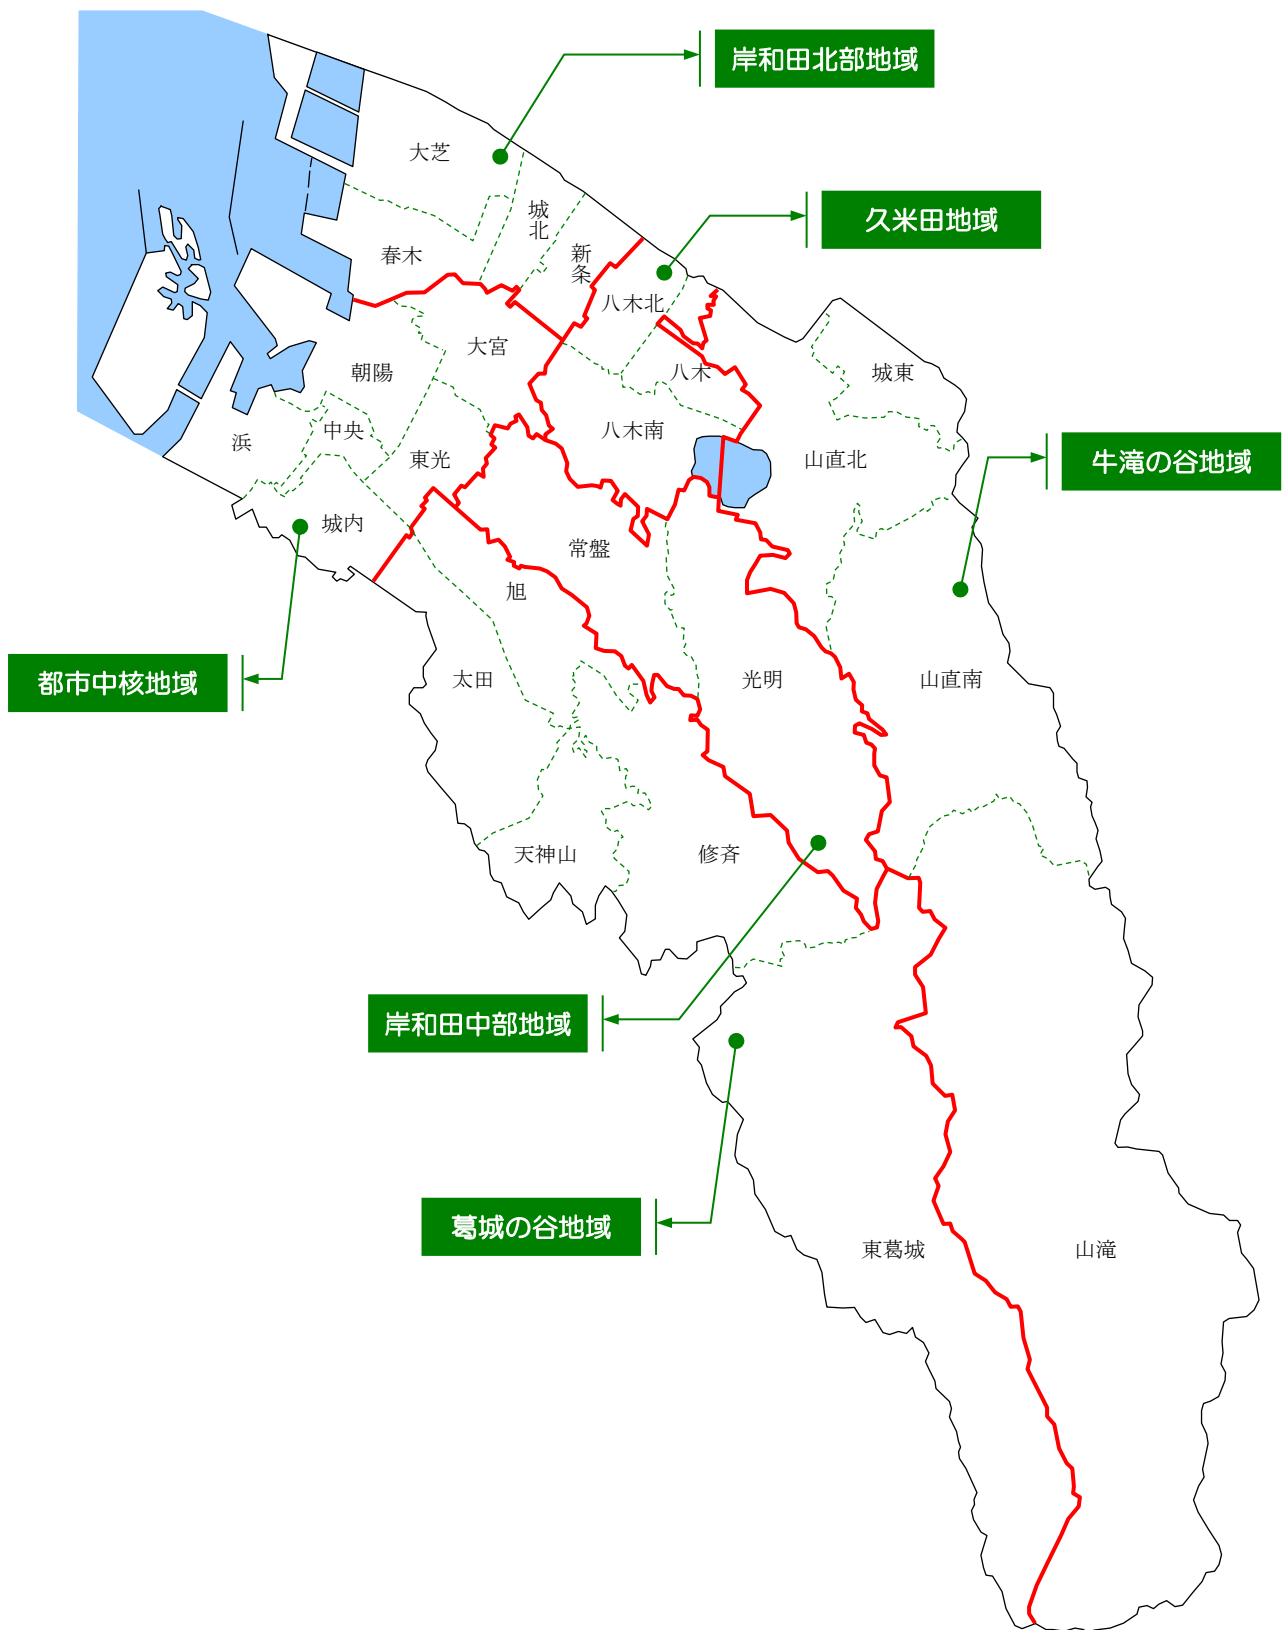 岸和田北部地域
大芝
城北
久米田地域
新条
春木
八木北
大宮
朝陽
八木
城東
中央
八木南
浜
東光
山直北
牛滝の谷地域
城内
常盤
旭
都市中核地域
太田
光明
山直南
天神山
修斉
岸和田中部地域
葛城の谷地域
東葛城
山滝